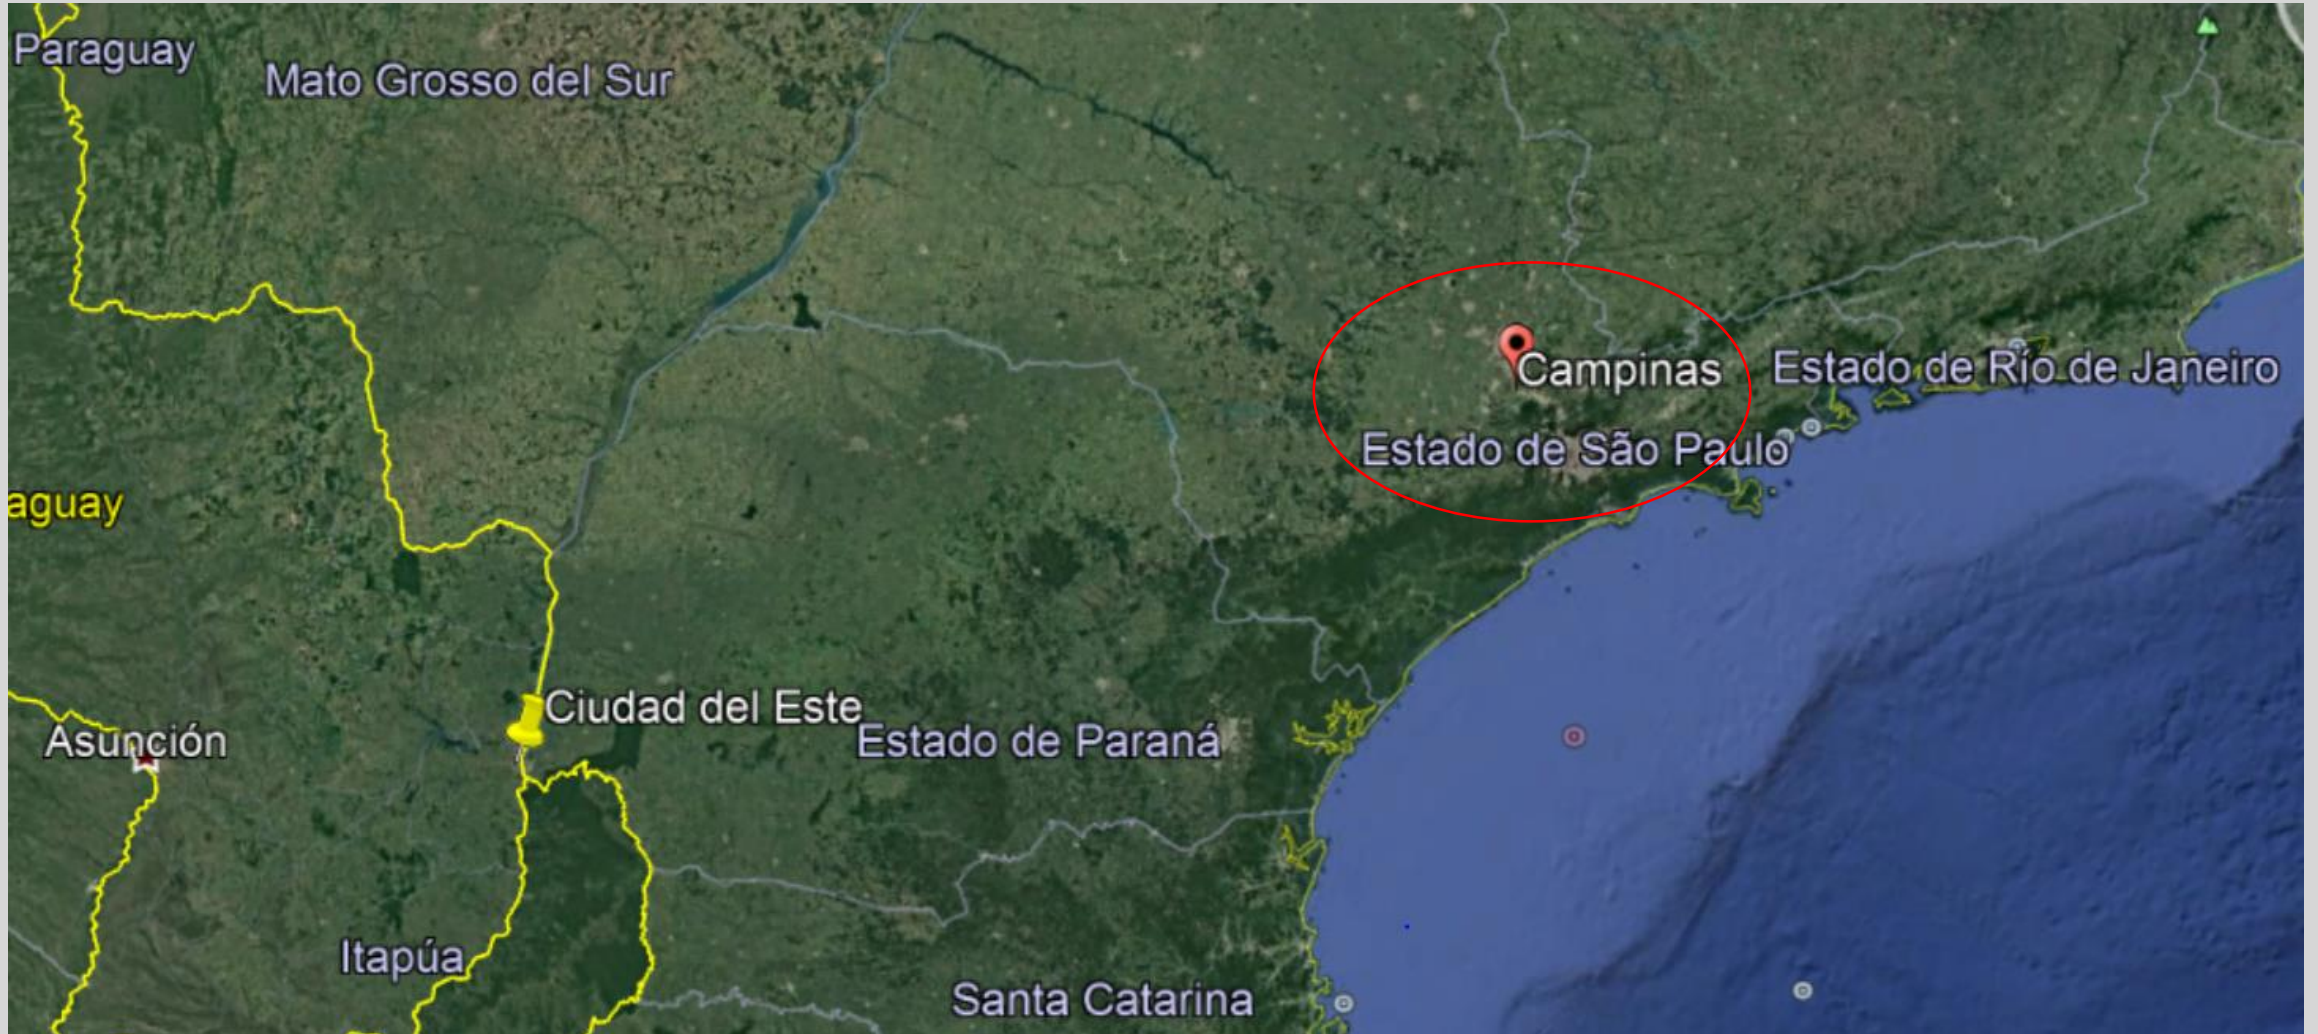 Paraguay
Mato Grosso del Sur
Campinas
Estado de Río de Janeiro
Estado de São Paulo
aguay
Ciudad del Este
Asunción
Estado de Paraná
Itapúa
Santa Catarina